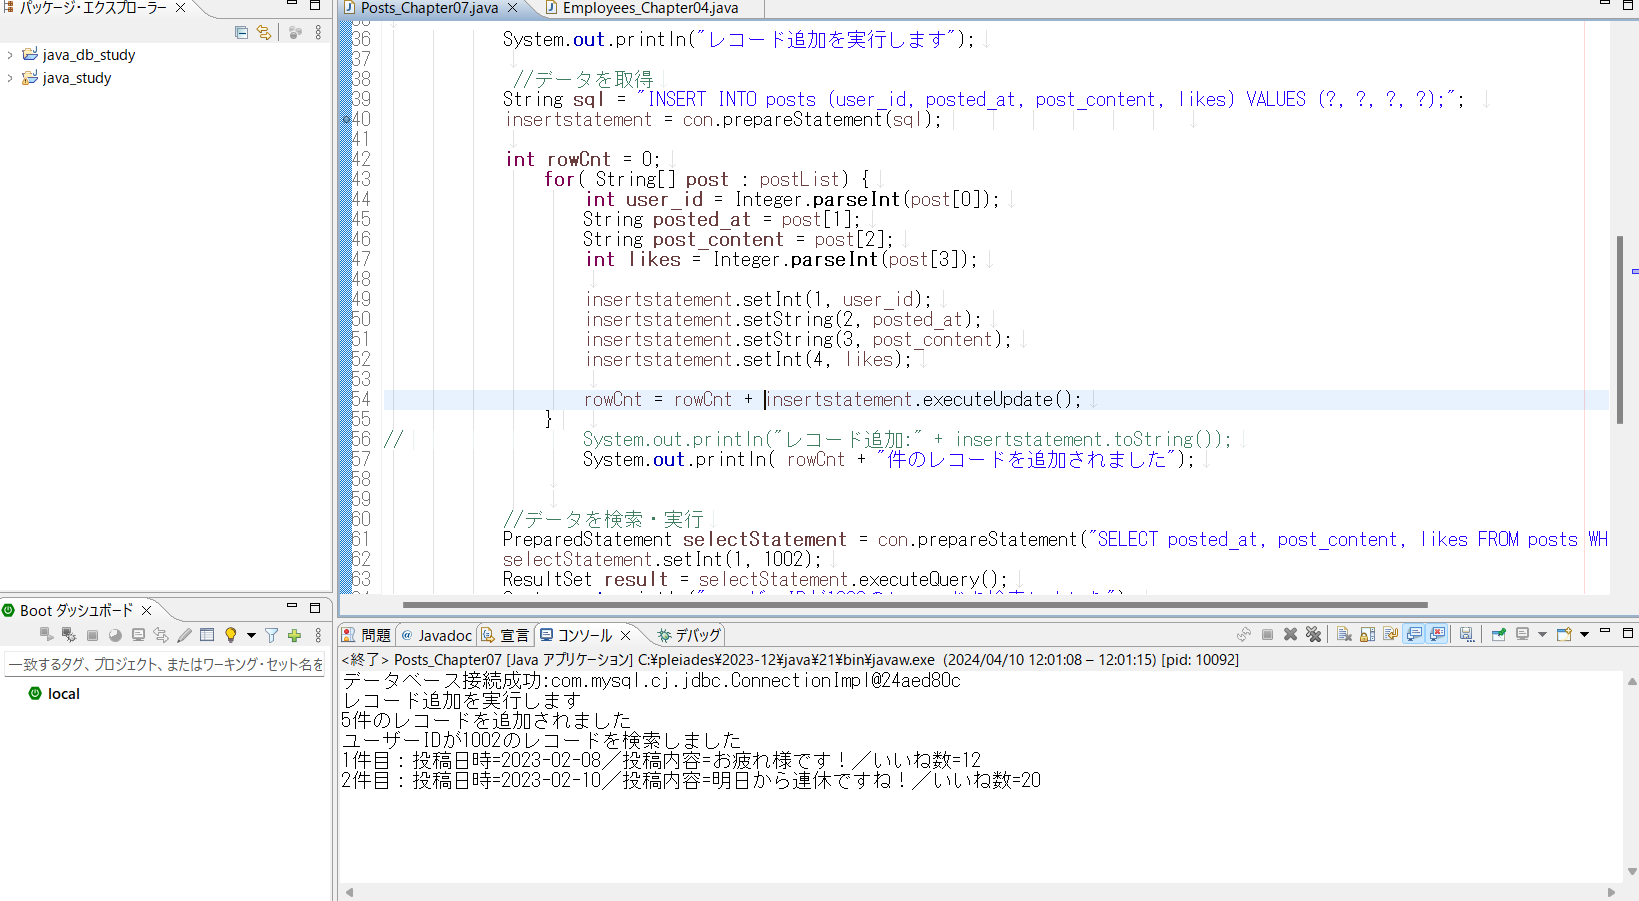 パッケージ・エクスプローラー
java_db_study
java_study
Posts_Chapter07.java
Employees_Chapter04.java
36 System.out.println("レコード追加を実行します");
37
38 //データを取得
39 String sql = "INSERT INTO posts (user_id, posted_at, post_content, likes) VALUES (?, ?, ?, ?);";
40 insertstatement = con.prepareStatement(sql);
41
42 int rowCnt = 0;
43 for( String[] post : postList) {
44 int user_id = Integer.parseInt(post[0]);
45 String posted_at = post[1];
46 String post_content = post[2];
47 int likes = Integer.parseInt(post[3]);
48
49 insertstatement.setInt(1, user_id);
50 insertstatement.setString(2, posted_at);
51 insertstatement.setString(3, post_content);
52 insertstatement.setInt(4, likes);
53
54 rowCnt = rowCnt + insertstatement.executeUpdate();
55 }
56 // System.out.println("レコード追加:" + insertstatement.toString());
57 System.out.println( rowCnt + "件のレコードを追加されました");
58
59
60 //データを検索・実行
61 PreparedStatement selectStatement = con.prepareStatement("SELECT posted_at, post_content, likes FROM posts WH
62 selectStatement.setInt(1, 1002);
63 ResultSet result = selectStatement.executeQuery();
Boot ダッシュボード
一致するタグ、プロジェクト、またはワーキング・セット名を
local
問題 @ Javadoc 宣言 コンソール デバッグ
<終了> Posts_Chapter07 [Java アプリケーション] C:¥pleiades¥2023-12¥java¥21¥bin¥javaw.exe (2024/04/10 12:01:08 – 12:01:15) [pid: 10092]
データベース接続成功:com.mysql.cj.jdbc.ConnectionImpl@24aed80c
レコード追加を実行します
5件のレコードを追加されました
ユーザーIDが1002のレコードを検索しました
1件目：投稿日時=2023-02-08／投稿内容=お疲れ様です！／いいね数=12
2件目：投稿日時=2023-02-10／投稿内容=明日から連休ですね！／いいね数=20